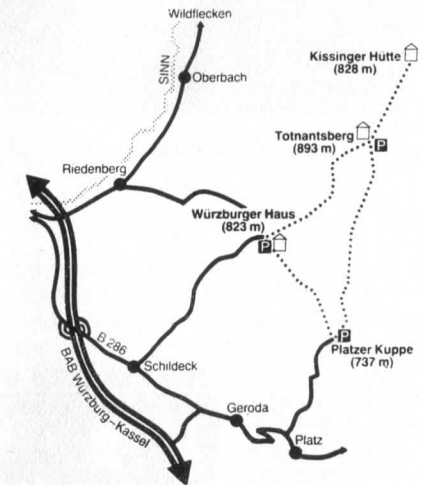 Wildflecken
SINN
Oberbach
Kissinger Hütte
(828 m)
Totnantsberg
(893 m)
P
Riedenberg
Würzburger Haus
(823 m)
P
B 286
Schildeck
BAB Würzburg–Kassel
P
Platzer Kuppe
(737 m)
Geroda
Platz